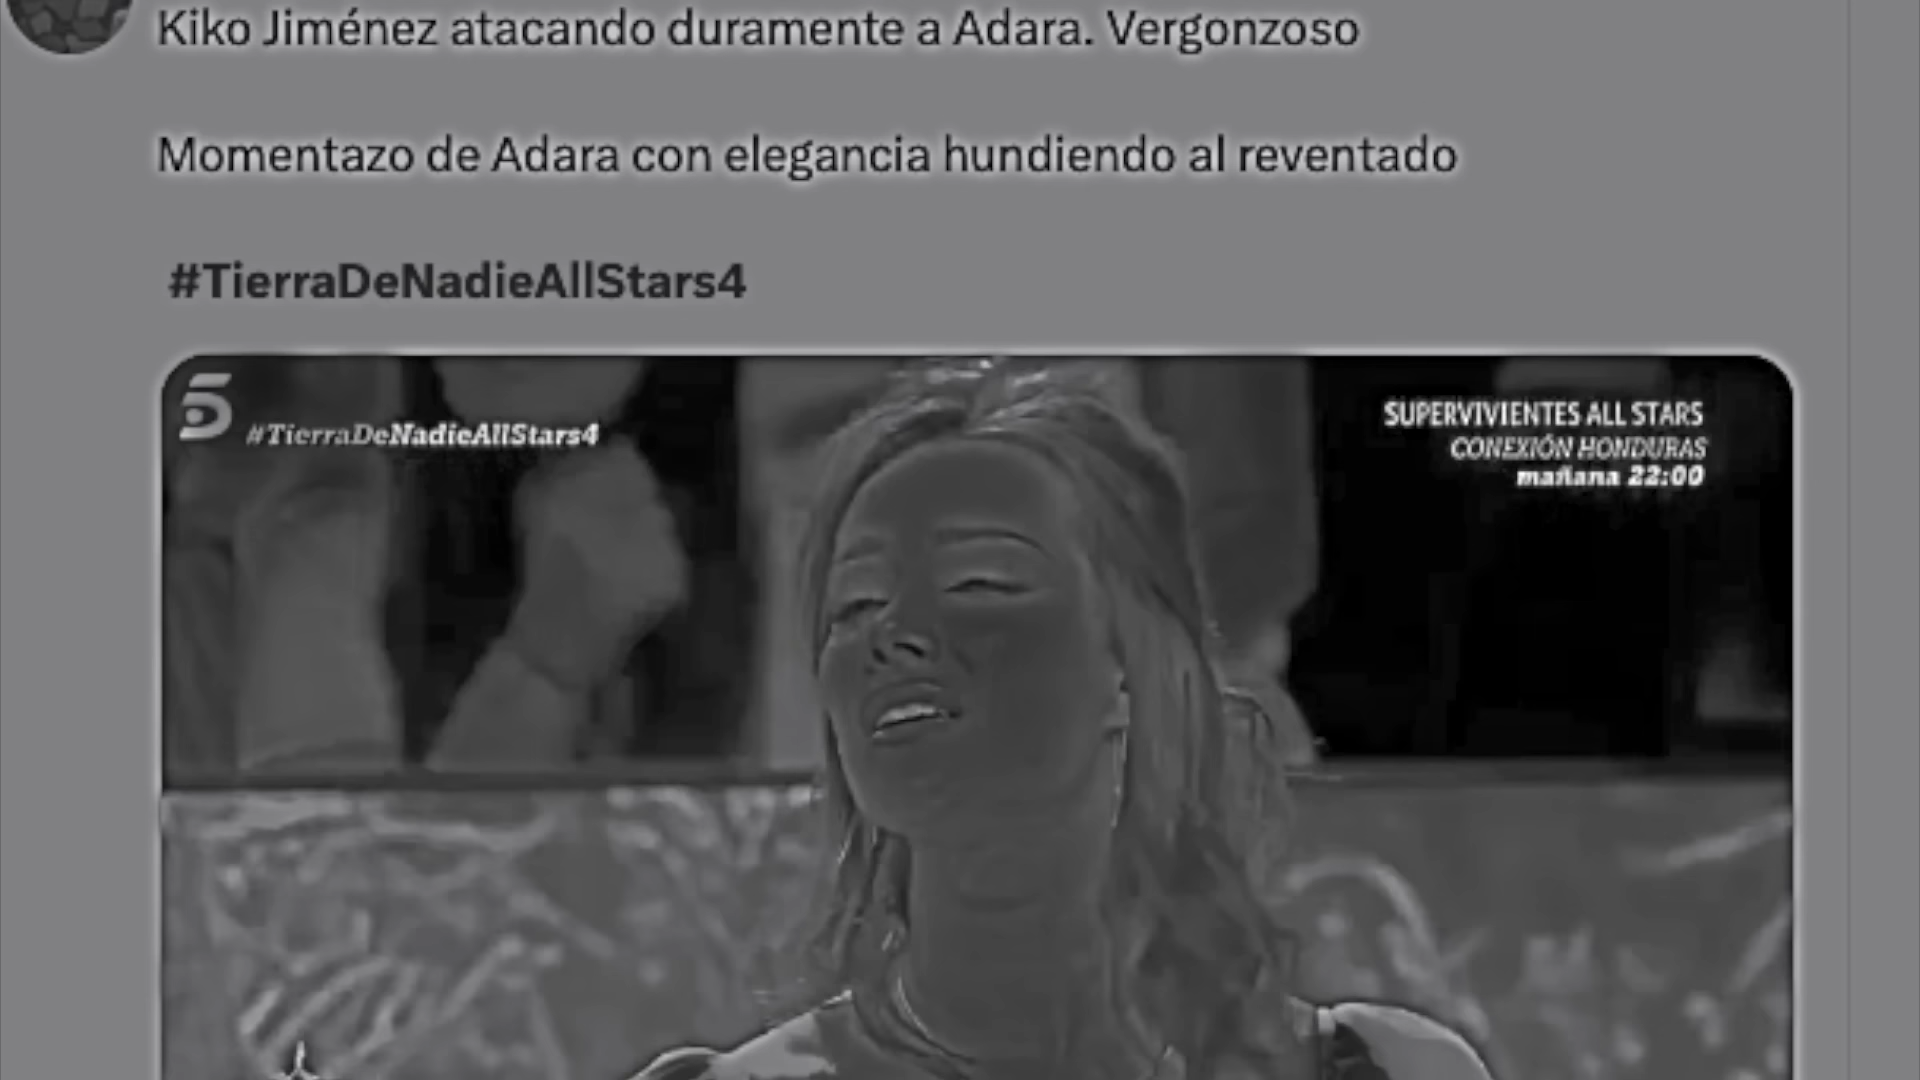 Kiko Jiménez atacando duramente a Adara. Vergonzoso
Momentazo de Adara con elegancia hundiendo al reventado
#TierraDeNadieAllStars4
5
#TierraDeNadieAllStars4
SUPERVIVIENTES ALL STARS
CONEXIÓN HONDURAS
mañana 22:00